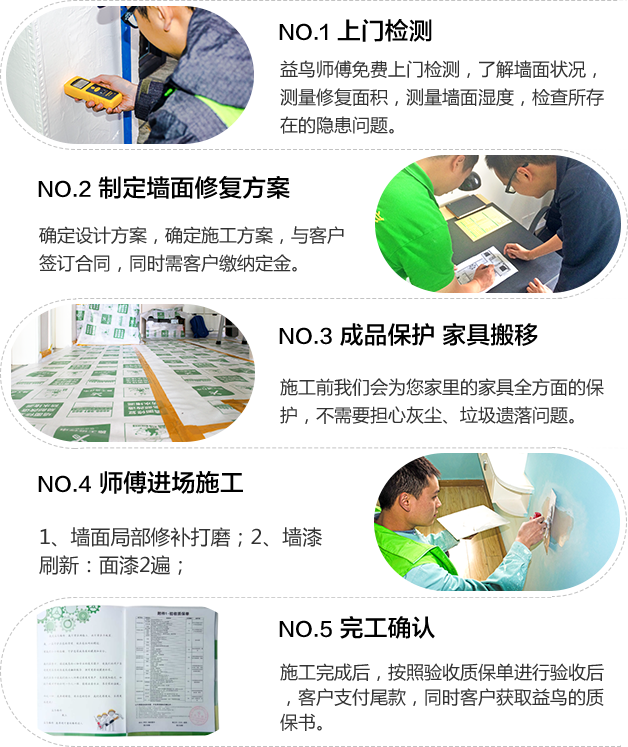 NO.1 上门检测
益鸟师傅免费上门检测，了解墙面状况，
测量修复面积，测量墙面湿度，检查所存
在的隐患问题。
NO.2 制定墙面修复方案
确定设计方案，确定施工方案，与客户
签订合同，同时需客户缴纳定金。
NO.3 成品保护 家具搬移
施工前我们会为您家里的家具全方面的保
护，不需要担心灰尘、垃圾遗落问题。
NO.4 师傅进场施工
1、墙面局部修补打磨；2、墙漆
刷新：面漆2遍；
NO.5 完工确认
施工完成后，按照验收质保单进行验收后
，客户支付尾款，同时客户获取益鸟的质
保书。